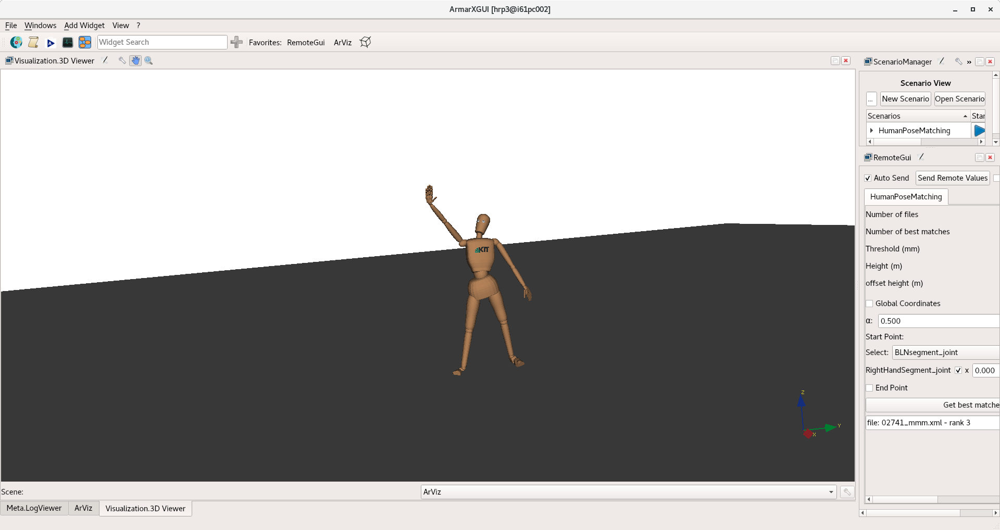 ArmarXGUI [hrp3@i61pc002]
File Windows Add Widget View ?
Widget Search Favorites: RemoteGui ArViz
Visualization.3D Viewer
KIT
Z
Y
X
Scene: ArViz
Meta.LogViewer ArViz Visualization.3D Viewer
ScenarioManager »
Scenario View
... New Scenario Open Scenario
Scenarios Star
HumanPoseMatching
RemoteGui
Auto Send Send Remote Values
HumanPoseMatching
Number of files
Number of best matches
Threshold (mm)
Height (m)
offset height (m)
Global Coordinates
α: 0.500
Start Point:
Select: BLNsegment_joint
RightHandSegment_joint x 0.000
End Point
Get best matche
file: 02741_mmm.xml - rank 3